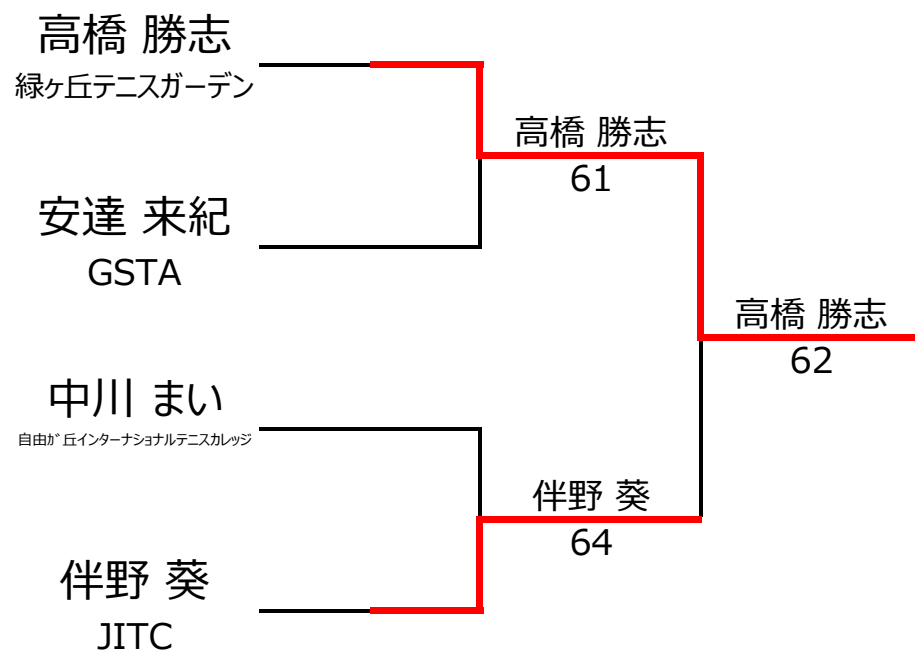 高橋 勝志
緑ヶ丘テニスガーデン
高橋 勝志
61
安達 来紀
GSTA
高橋 勝志
62
中川 まい
自由が丘インターナショナルテニスカレッジ
伴野 葵
64
伴野 葵
JITC